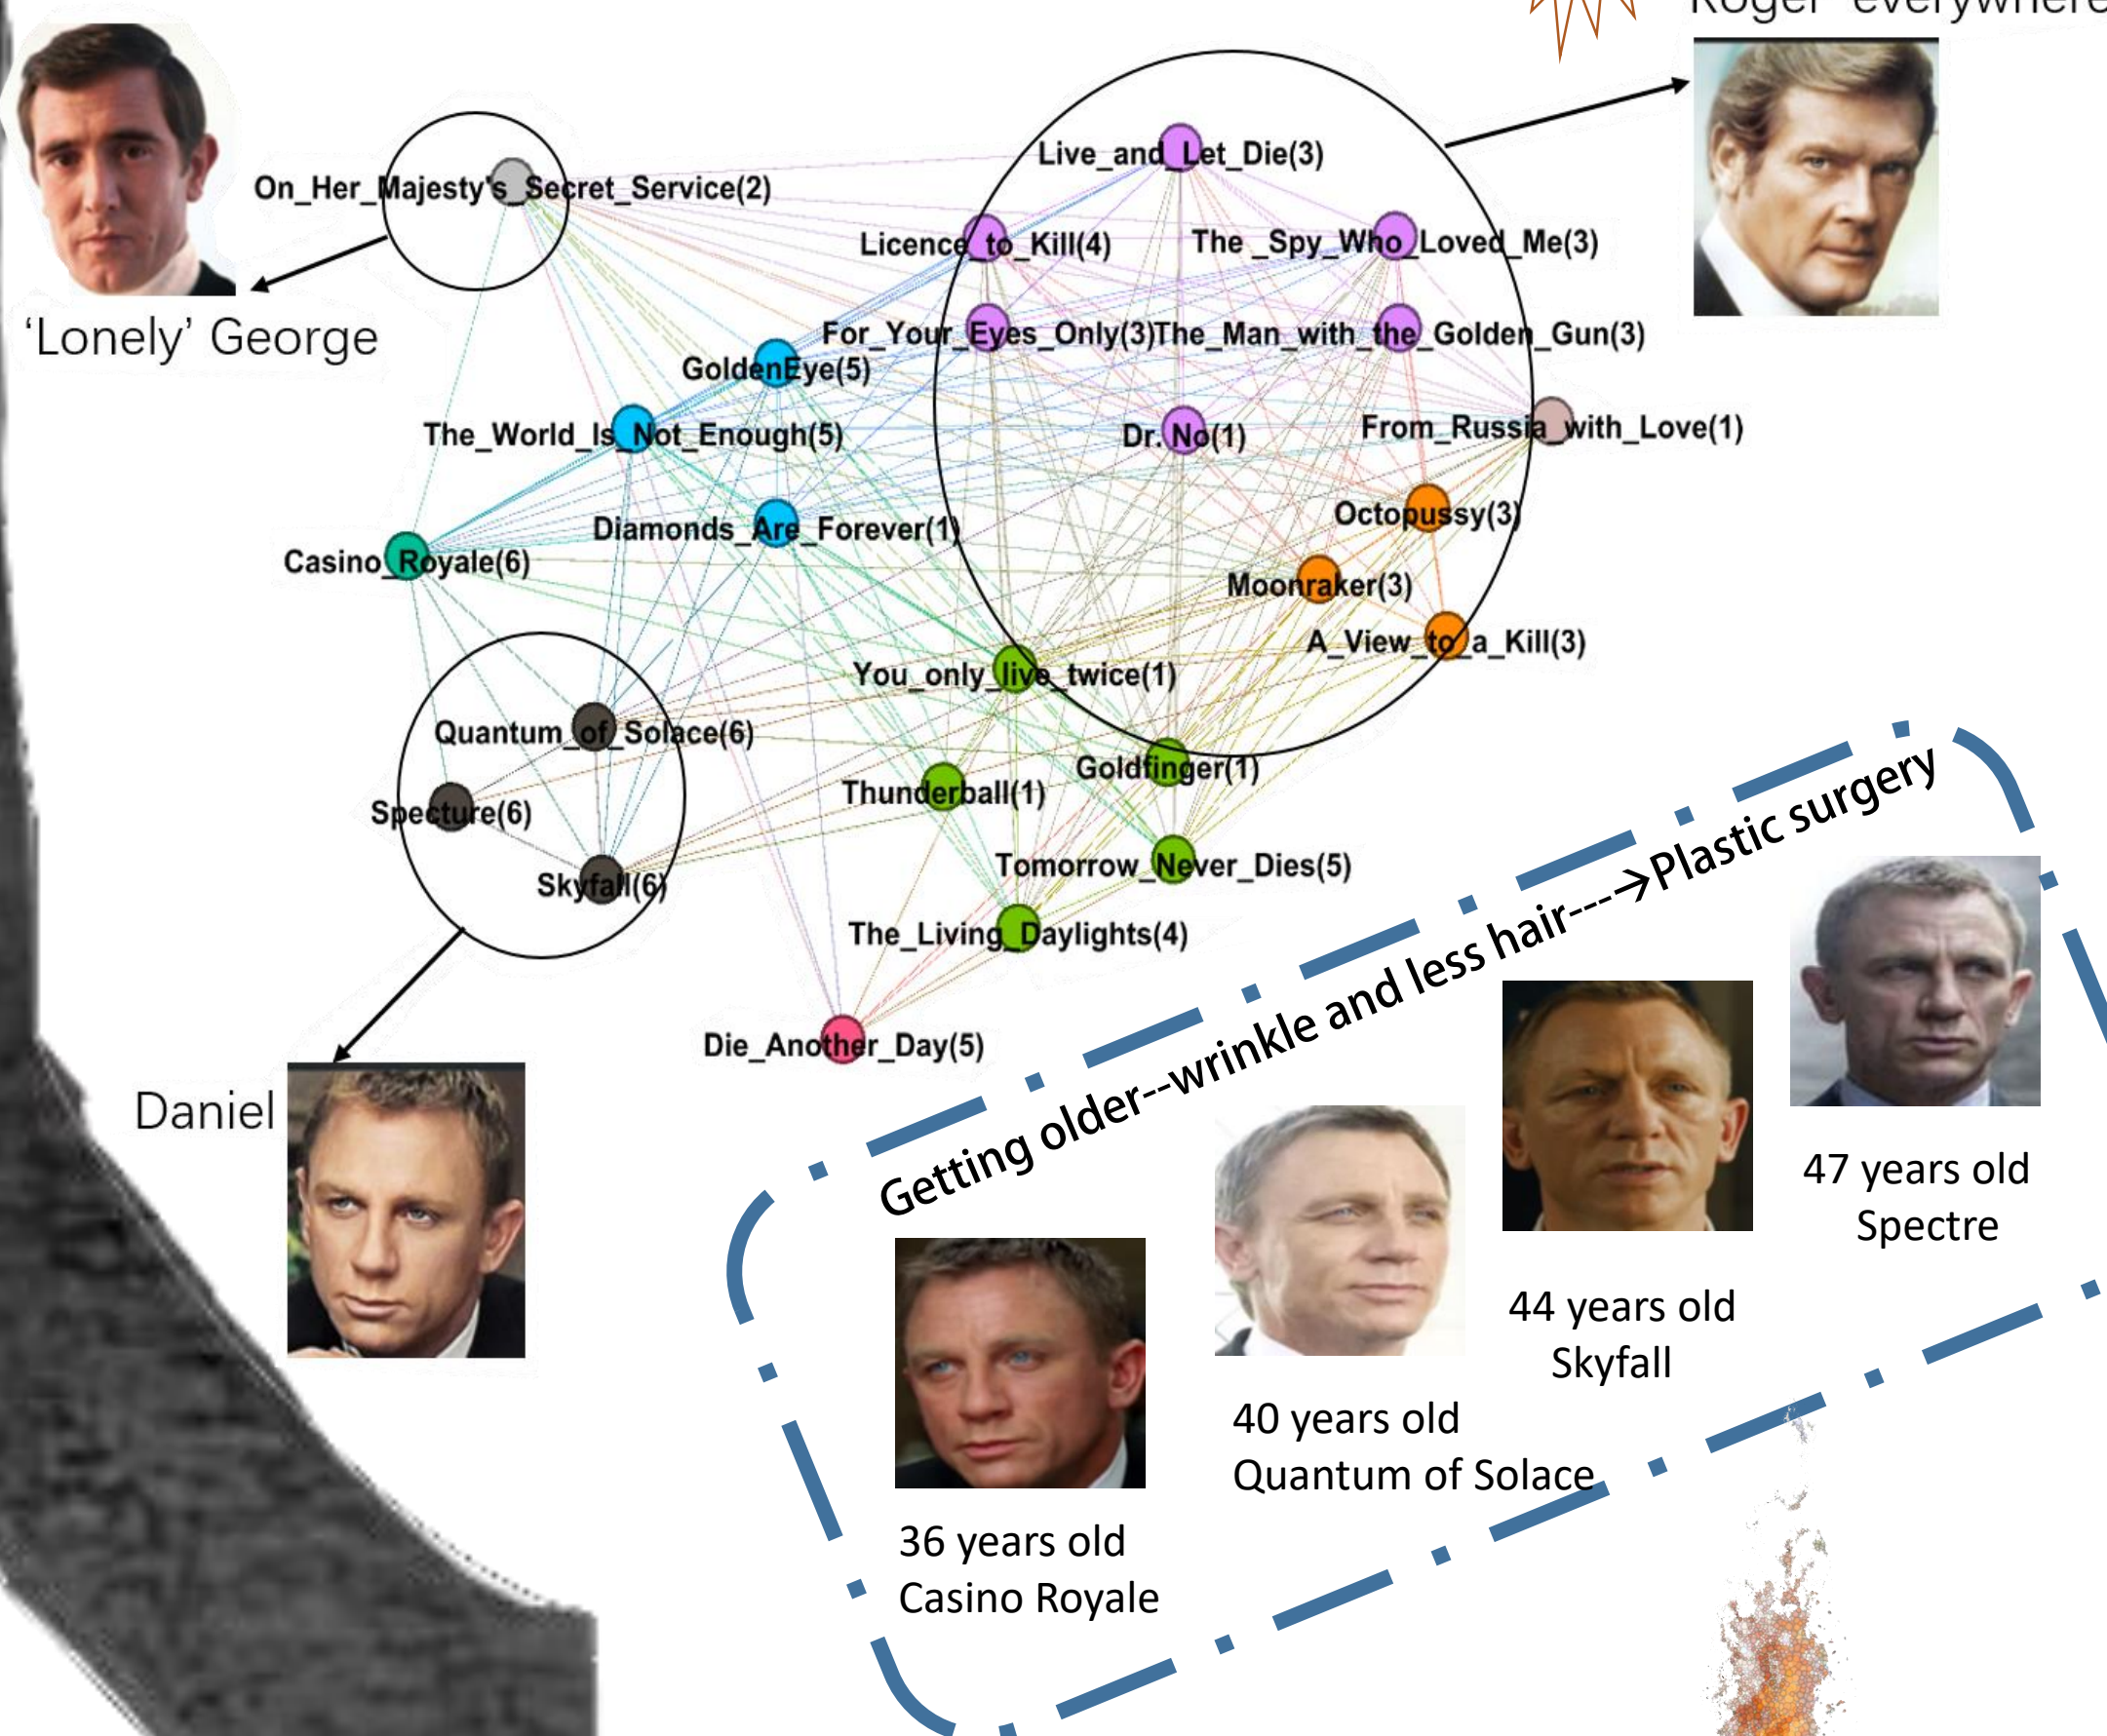 Roger everywhere
On_Her_Majesty's_Secret_Service(2)
Live_and_Let_Die(3)
Licence_to_Kill(4)
The _Spy_Who_Loved_Me(3)
'Lonely' George
For_Your_Eyes_Only(3)
The_Man_with_the_Golden_Gun(3)
GoldenEye(5)
The_World_Is_Not_Enough(5)
Dr. No(1)
From_Russia_with_Love(1)
Diamonds_Are_Forever(1)
Octopussy(3)
Casino_Royale(6)
Moonraker(3)
A_View_to_a_Kill(3)
You_only_live_twice(1)
Quantum_of_Solace(6)
Goldfinger(1)
Thunderball(1)
Specture(6)
Tomorrow_Never_Dies(5)
Skyfall(6)
The_Living_Daylights(4)
Die_Another_Day(5)
Daniel
Getting older--wrinkle and less hair---→Plastic surgery
47 years old
Spectre
44 years old
Skyfall
40 years old
Quantum of Solace
36 years old
Casino Royale